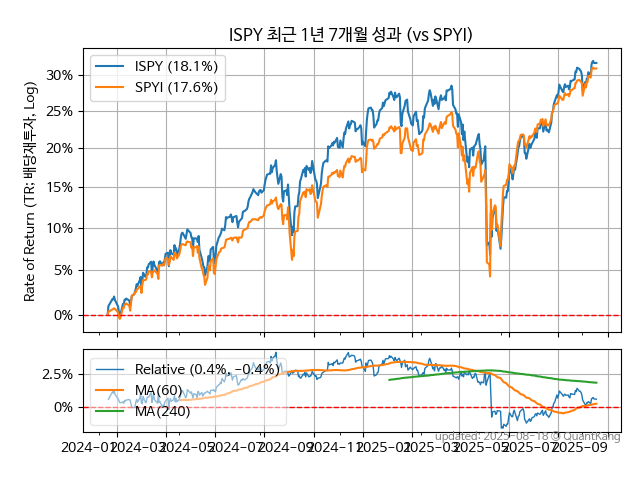 ISPY 최근 1년 7개월 성과 (vs SPYI)
ISPY (18.1%)
SPYI (17.6%)
Rate of Return (TR: 배당재투자, Log)
30%
25%
20%
15%
10%
5%
0%
Relative (0.4%, -0.4%)
MA(60)
MA(240)
2.5%
0%
updated: 2025-08-18 @ QuantKang
2024-01 2024-03 2024-05 2024-07 2024-09 2024-11 2025-01 2025-03 2025-05 2025-07 2025-09